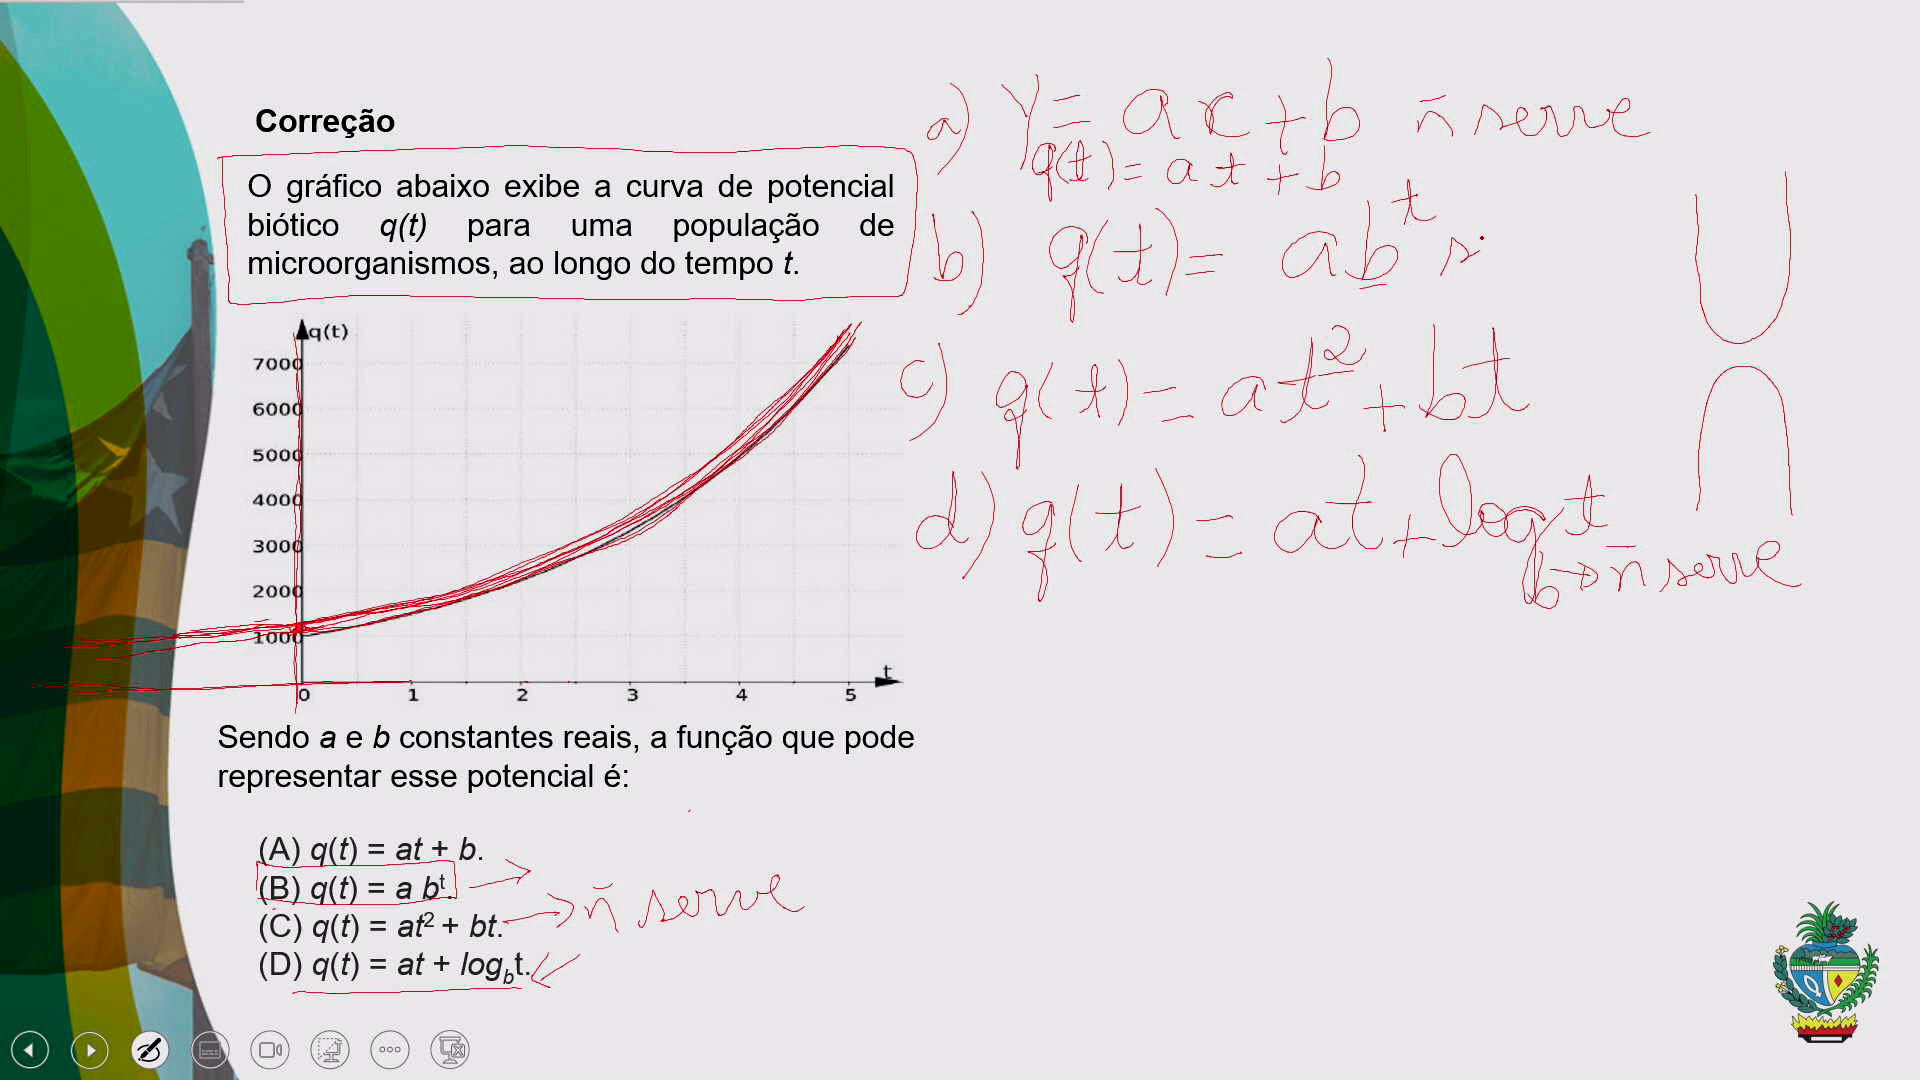 Correção
O gráfico abaixo exibe a curva de potencial
biótico q(t) para uma população de
microorganismos, ao longo do tempo t.
q(t)
7000
6000
5000
4000
3000
2000
1000
0 1 2 3 4 5
t
Sendo a e b constantes reais, a função que pode
representar esse potencial é:
(A) q(t) = at + b.
(B) q(t) = a bᵗ.
(C) q(t) = at² + bt. → ñ serve
(D) q(t) = at + log_b t.
a) Y = ax + b ñ serve
q(t) = at + b
b) q(t) = abᵗ s
c) q(t) = at² + bt
d) q(t) = at + log_b t
→ ñ serve